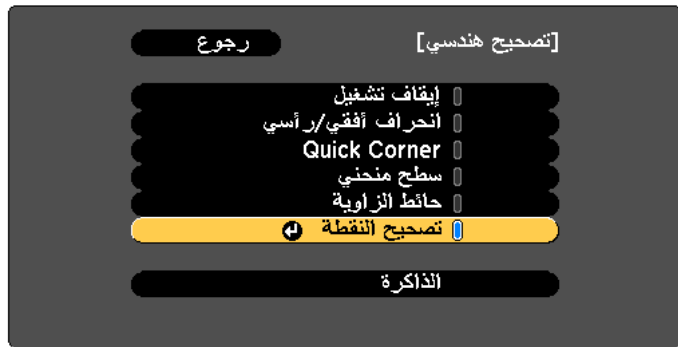 [تصحيح هندسي] رجوع
إيقاف تشغيل
انحراف أفقي/رأسي
Quick Corner
سطح منحني
حائط الزاوية
تصحيح النقطة
الذاكرة